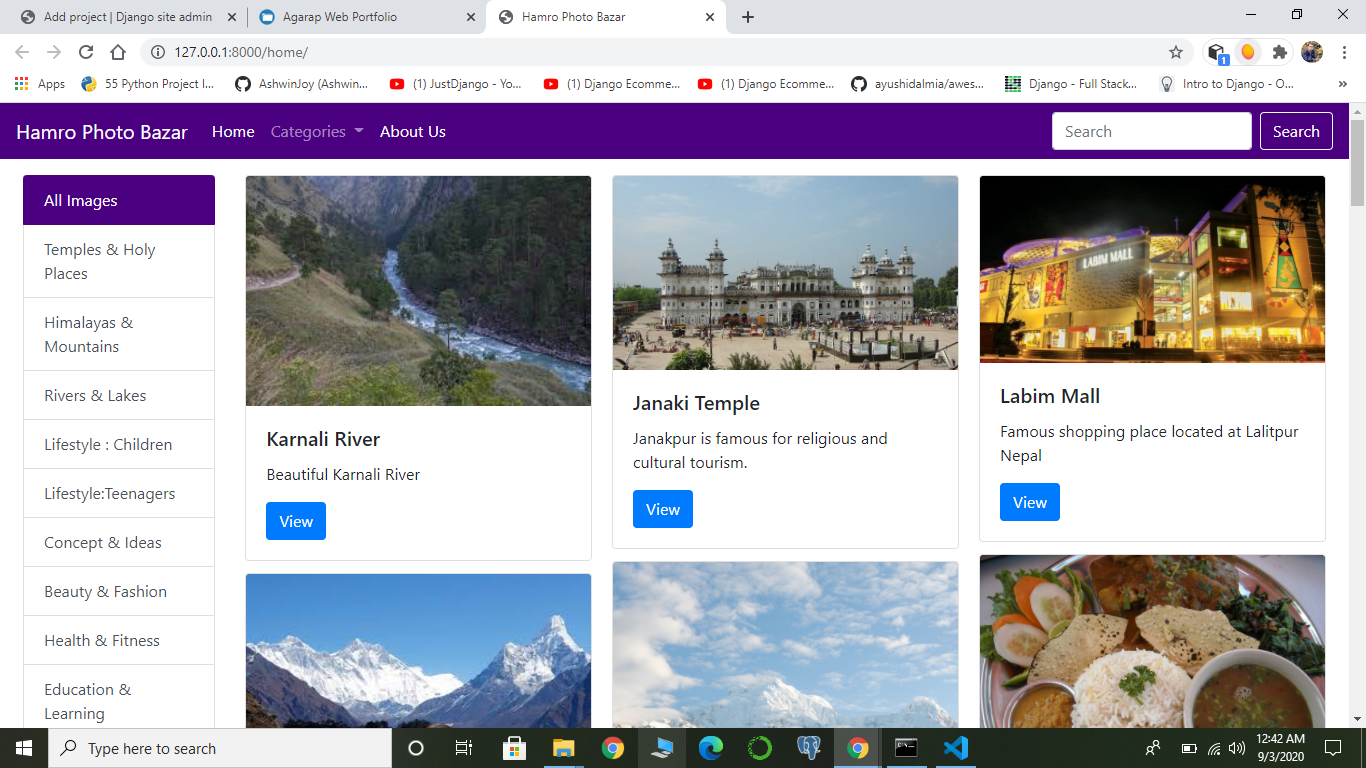 Add project | Django site admin
Agarap Web Portfolio
Hamro Photo Bazar
127.0.0.1:8000/home/
Apps
55 Python Project I...
AshwinJoy (Ashwin...
(1) JustDjango - Yo...
(1) Django Ecomme...
(1) Django Ecomme...
ayushidalmia/awes...
Django - Full Stack...
Intro to Django - O...
»
Hamro Photo Bazar
Home
Categories
About Us
Search
Search
All Images
Temples & Holy
Places
Himalayas &
Mountains
Rivers & Lakes
Lifestyle : Children
Lifestyle:Teenagers
Concept & Ideas
Beauty & Fashion
Health & Fitness
Education &
Learning
Karnali River
Beautiful Karnali River
View
Janaki Temple
Janakpur is famous for religious and
cultural tourism.
View
LABIM MALL
Labim Mall
Famous shopping place located at Lalitpur
Nepal
View
1
Type here to search
12:42 AM
9/3/2020